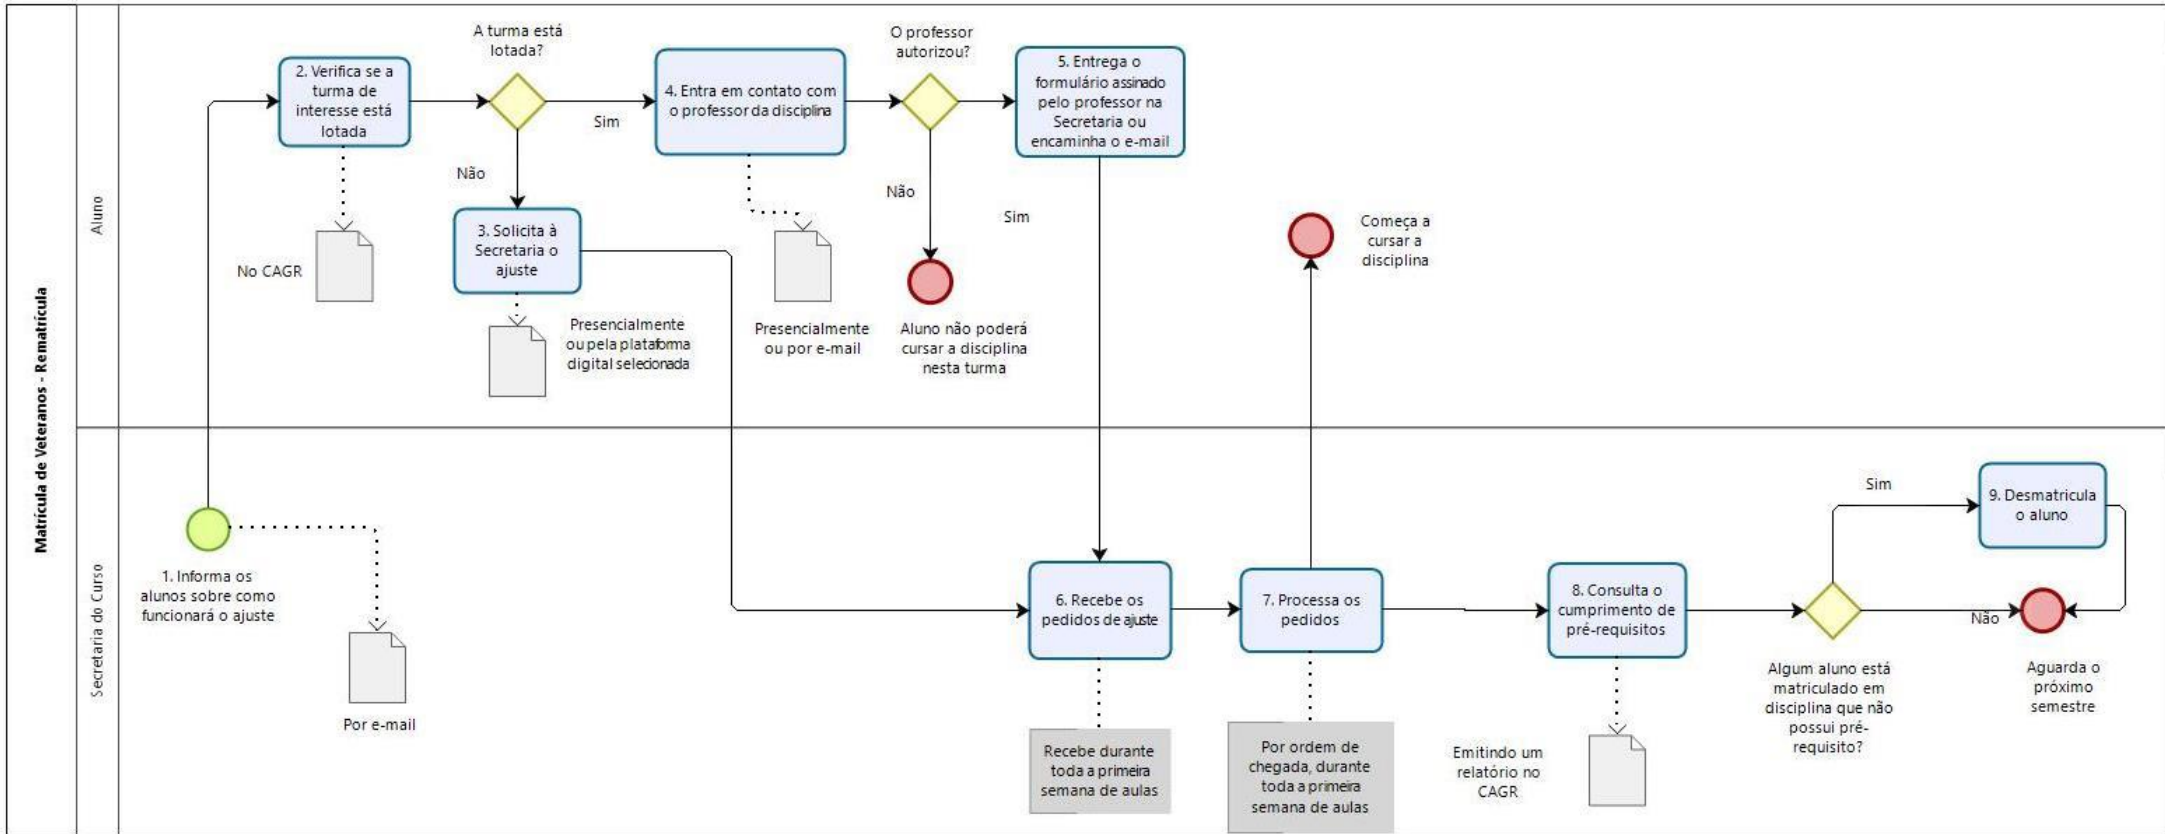 Matrícula de Veteranos - Rematrícula
Aluno
A turma está
lotada?
O professor
autorizou?
2. Verifica se a
turma de
interesse está
lotada
4. Entra em contato com
o professor da disciplina
5. Entrega o
formulário assinado
pelo professor na
Secretaria ou
encaminha o e-mail
Sim
Não
Não
Sim
3. Solicita à
Secretaria o
ajuste
No CAGR
Presencialmente
ou pela plataforma
digital selecionada
Presencialmente
ou por e-mail
Aluno não poderá
cursar a disciplina
nesta turma
Começa a
cursar a
disciplina
Secretaria do Curso
1. Informa os
alunos sobre como
funcionará o ajuste
Por e-mail
6. Recebe os
pedidos de ajuste
Recebe durante
toda a primeira
semana de aulas
7. Processa os
pedidos
Por ordem de
chegada, durante
toda a primeira
semana de aulas
8. Consulta o
cumprimento de
pré-requisitos
Emitindo um
relatório no
CAGR
Algum aluno está
matriculado em
disciplina que não
possui pré-
requisito?
Sim
9. Desmatricula
o aluno
Não
Aguarda o
próximo
semestre